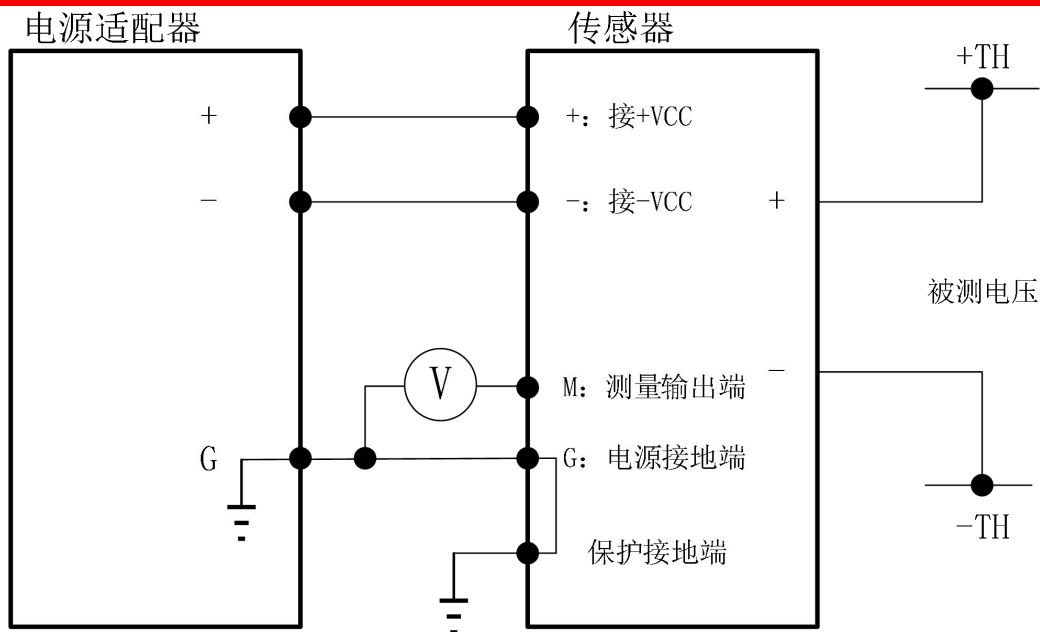 电源适配器
传感器
+TH
+
+: 接+VCC
−
-: 接-VCC
+
被测电压
V
M: 测量输出端
−
G
G: 电源接地端
-TH
保护接地端